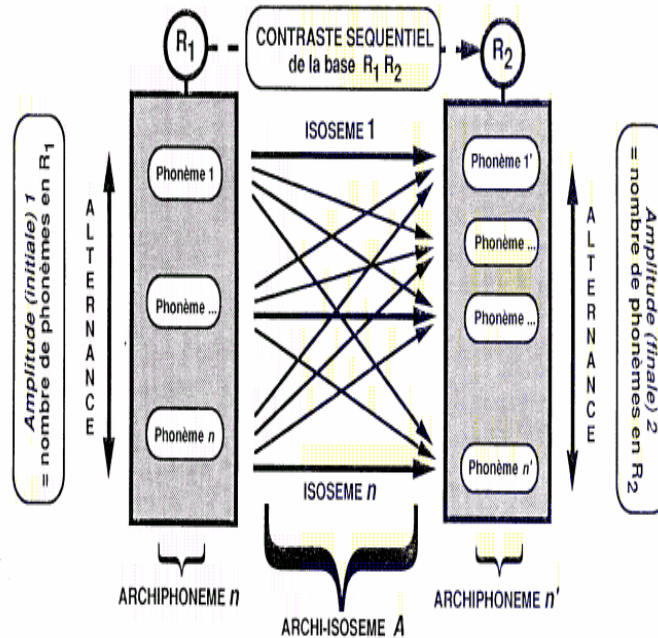 R1
CONTRASTE SEQUENTIEL
de la base R1 R2
R2
Amplitude (initiale) 1
= nombre de phonèmes en R1
ALTERNANCE
Phonème 1
Phonème ...
Phonème n
ISOSEME 1
ISOSEME n
Phonème 1'
Phonème ...
Phonème ...
Phonème n'
ALTERNANCE
Amplitude (finale) 2
= nombre de phonèmes en R2
ARCHIPHONEME n
ARCHI-ISOSEME A
ARCHIPHONEME n'